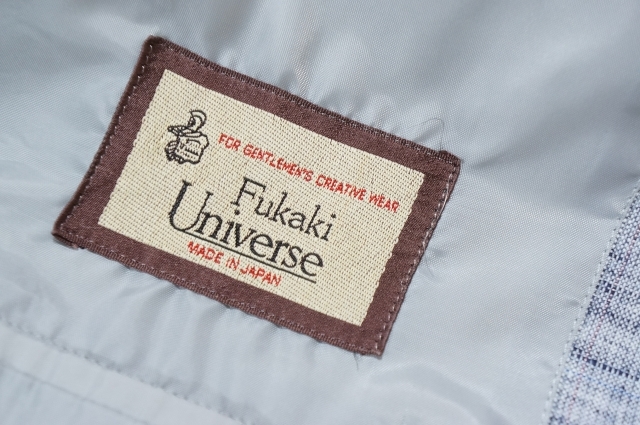 FOR GENTLEMEN'S CREATIVE WEAR
Fukaki
Universe
MADE IN JAPAN